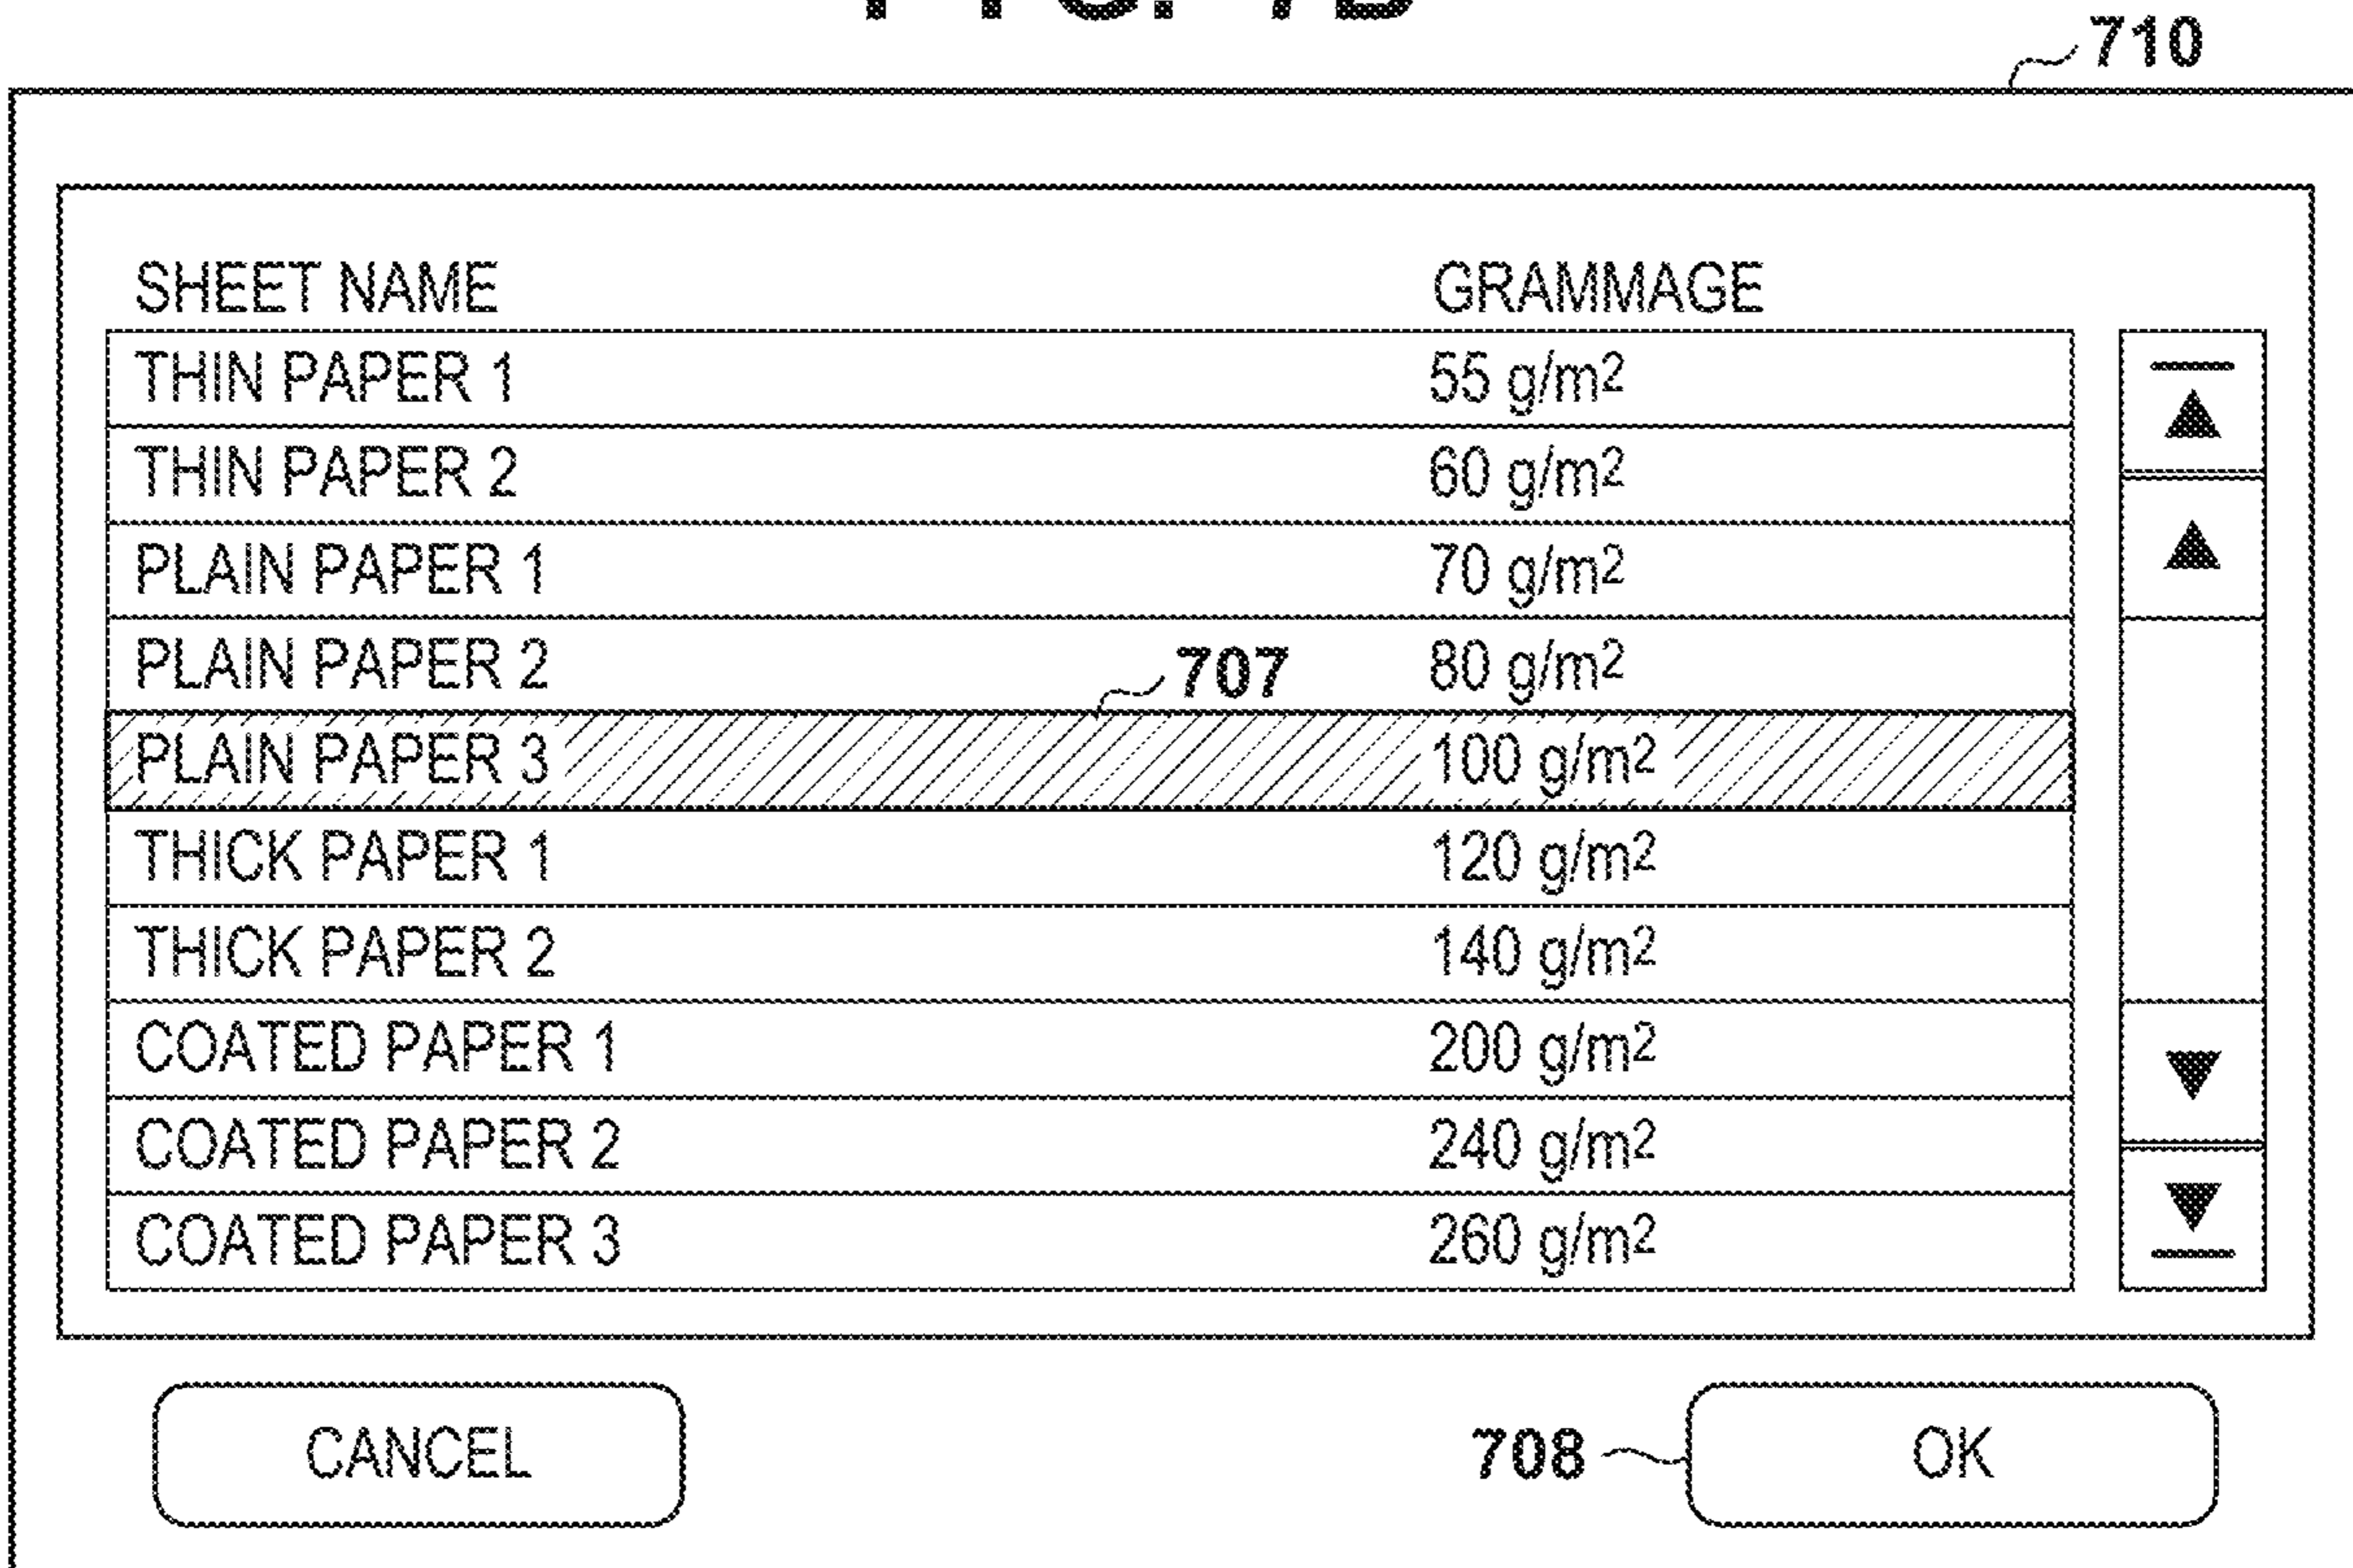 710
SHEET NAME GRAMMAGE
THIN PAPER 1 55 g/m2
THIN PAPER 2 60 g/m2
PLAIN PAPER 1 70 g/m2
PLAIN PAPER 2 707 80 g/m2
PLAIN PAPER 3 100 g/m2
THICK PAPER 1 120 g/m2
THICK PAPER 2 140 g/m2
COATED PAPER 1 200 g/m2
COATED PAPER 2 240 g/m2
COATED PAPER 3 260 g/m2
CANCEL 708 OK